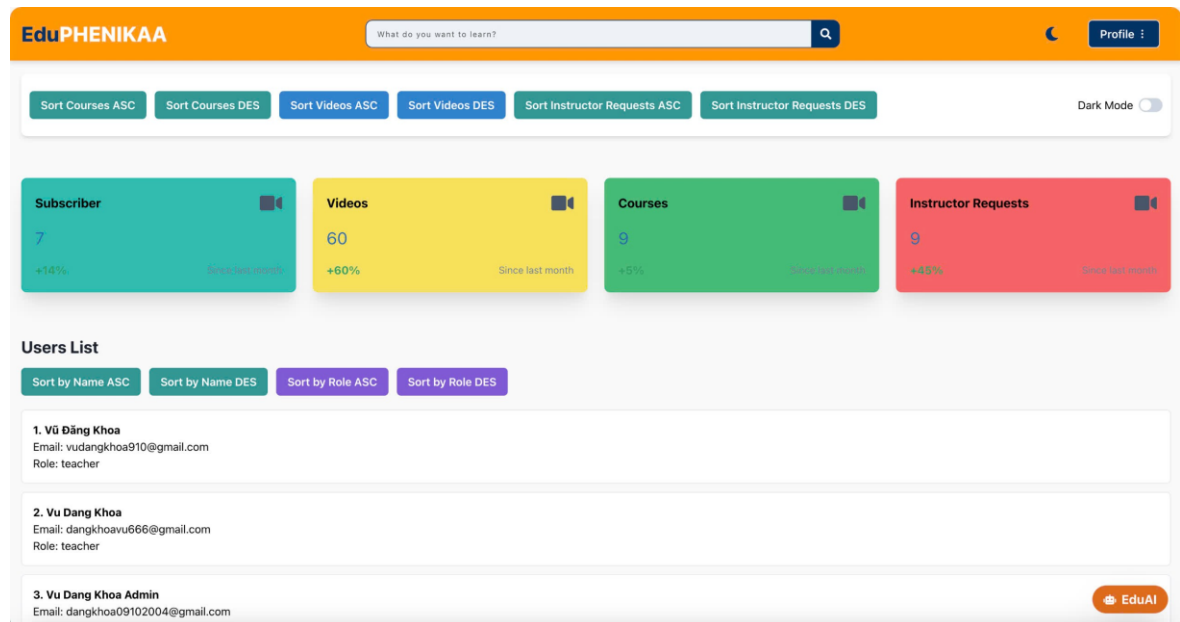 EduPHENIKAA
What do you want to learn?
Profile ⋮
Sort Courses ASC
Sort Courses DES
Sort Videos ASC
Sort Videos DES
Sort Instructor Requests ASC
Sort Instructor Requests DES
Dark Mode
Subscriber
7
+14%
Since last month
Videos
60
+60%
Since last month
Courses
9
+5%
Since last month
Instructor Requests
9
+45%
Since last month
Users List
Sort by Name ASC
Sort by Name DES
Sort by Role ASC
Sort by Role DES
1. Vũ Đăng Khoa
Email: vudangkhoa910@gmail.com
Role: teacher
2. Vu Dang Khoa
Email: dangkhoavu666@gmail.com
Role: teacher
3. Vu Dang Khoa Admin
Email: dangkhoa09102004@gmail.com
EduAI